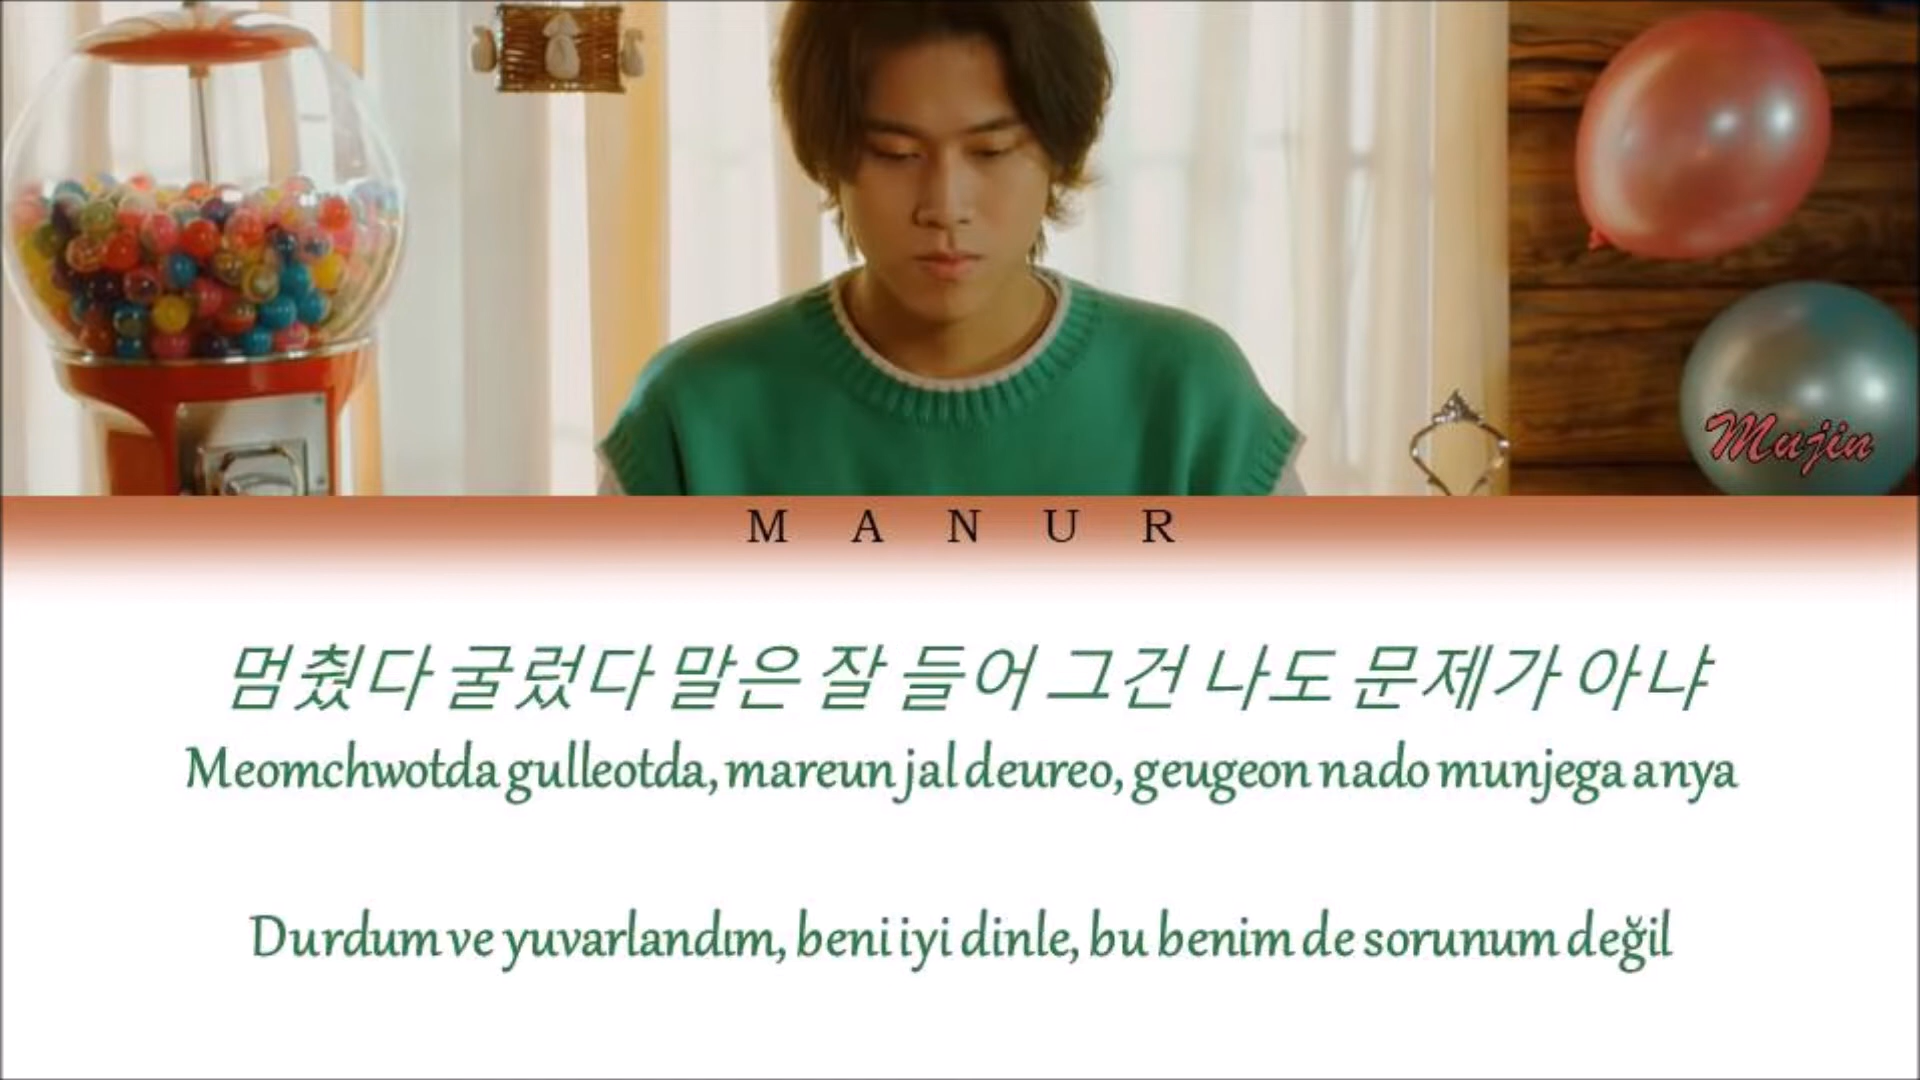 Mujin
M A N U R
멈췄다 굴렀다 말은 잘 들어 그건 나도 문제가 아냐
Meomchwotda gulleotda, mareun jal deureo, geugeon nado munjega anya
Durdum ve yuvarlandım, beni iyi dinle, bu benim de sorunum değil